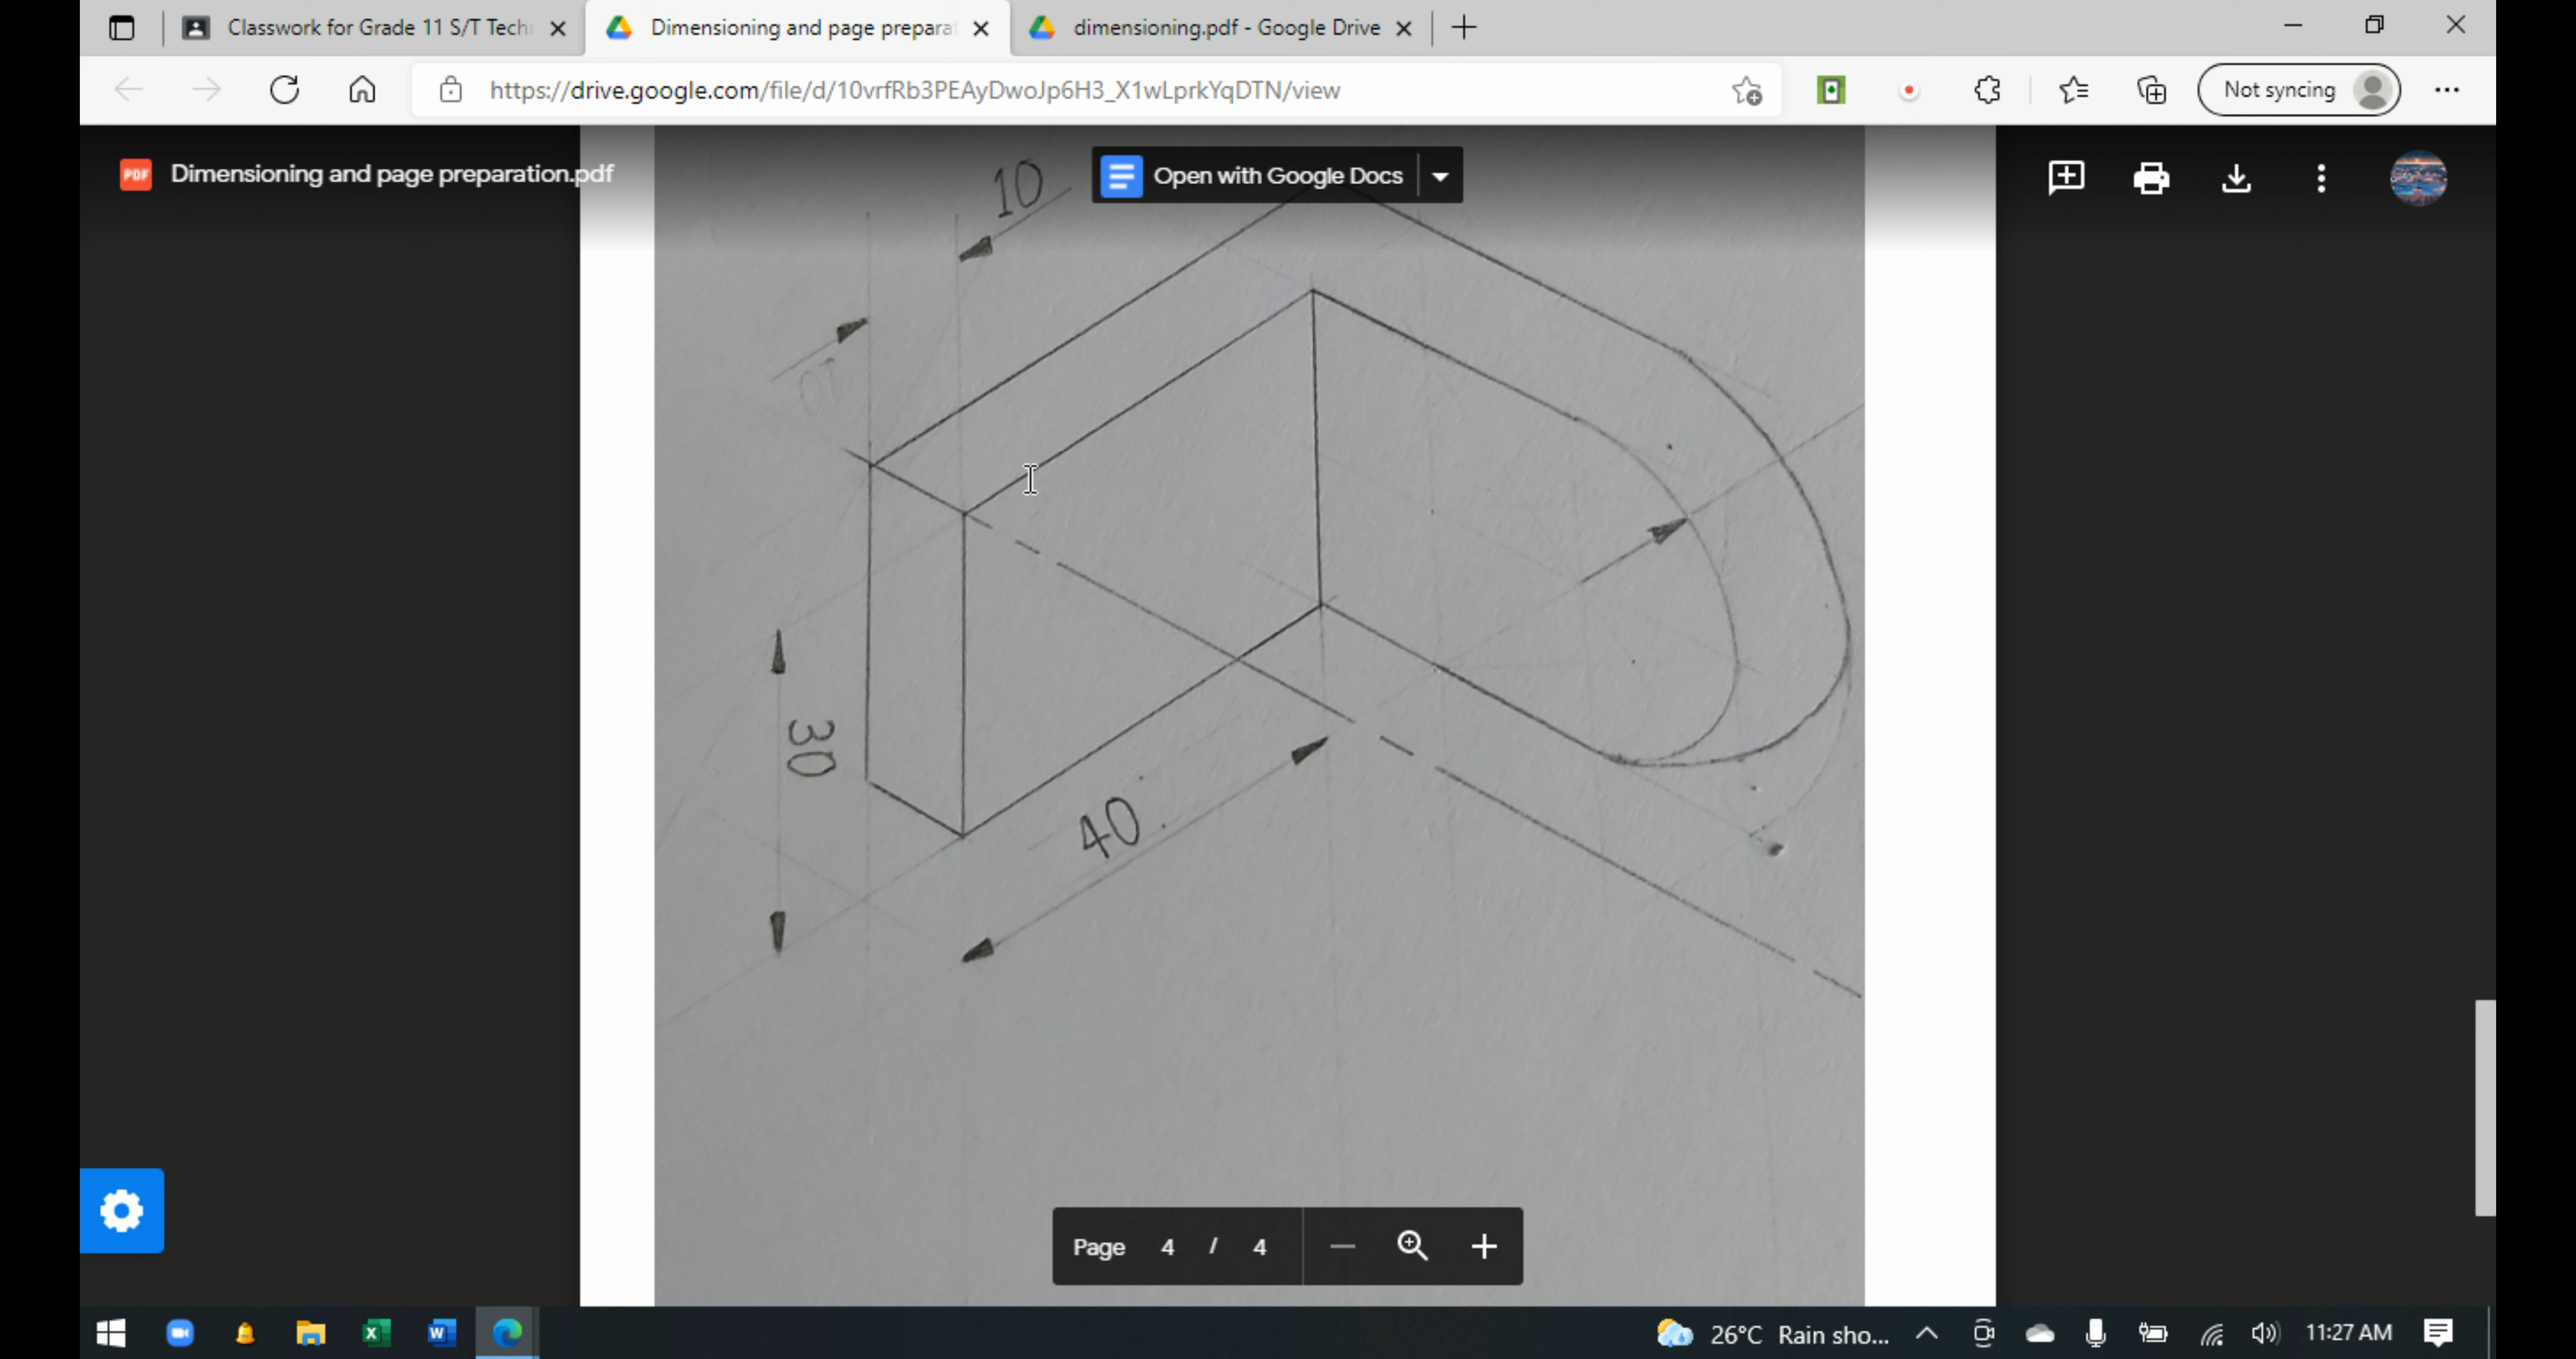 Classwork for Grade 11 S/T Tech
Dimensioning and page prepara
dimensioning.pdf - Google Drive
https://drive.google.com/file/d/10vrfRb3PEAyDwoJp6H3_X1wLprkYqDTN/view
Not syncing
PDF
Dimensioning and page preparation.pdf
Open with Google Docs
10
10
30
40
Page 4 / 4
26°C Rain sho...
11:27 AM